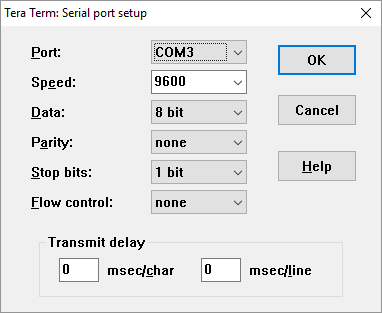 Tera Term: Serial port setup
Port: COM3 OK
Speed: 9600
Data: 8 bit Cancel
Parity: none
Stop bits: 1 bit Help
Flow control: none
Transmit delay
0 msec/char 0 msec/line